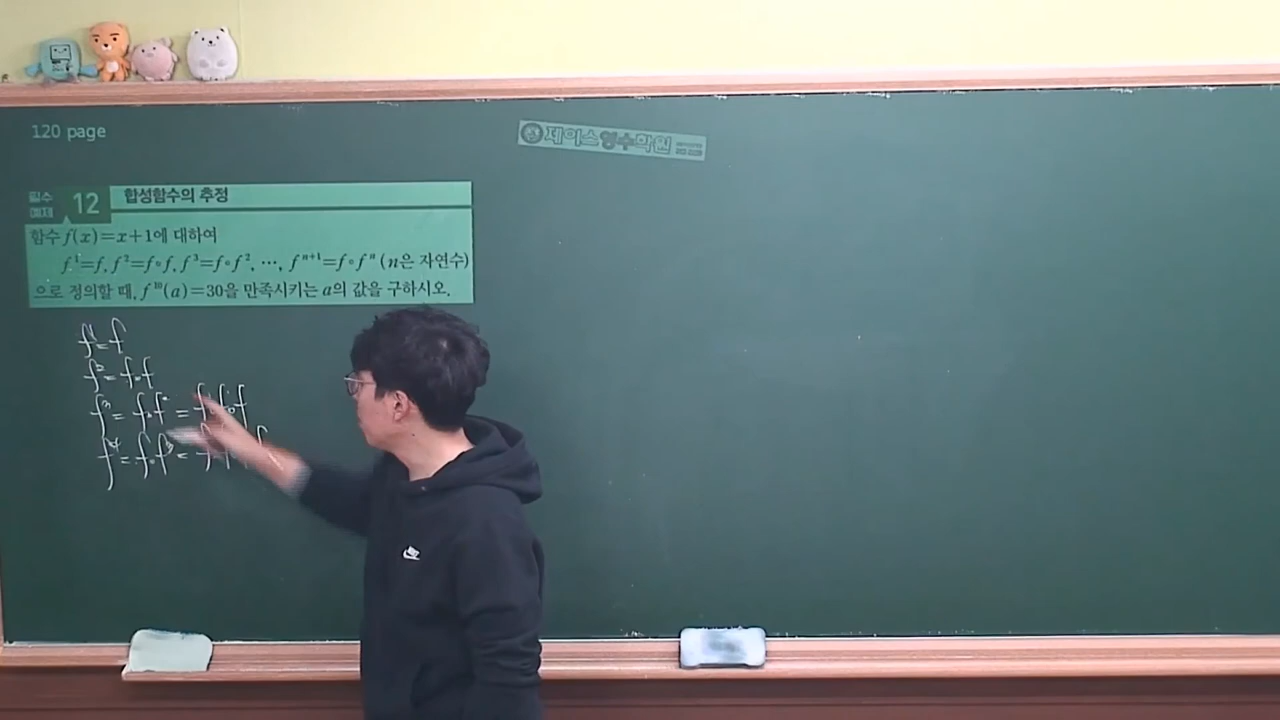 120 page
제이스영수학원
필수 예제 12 합성함수의 추정
함수 f(x)=x+1에 대하여
f¹=f, f²=f∘f, f³=f∘f², ⋯, fⁿ⁺¹=f∘fⁿ (n은 자연수)
으로 정의할 때, f¹⁰(a)=30을 만족시키는 a의 값을 구하시오.
f¹=f
f²=f∘f
f³=f∘f²=f∘f∘f
f⁴=f∘f³=